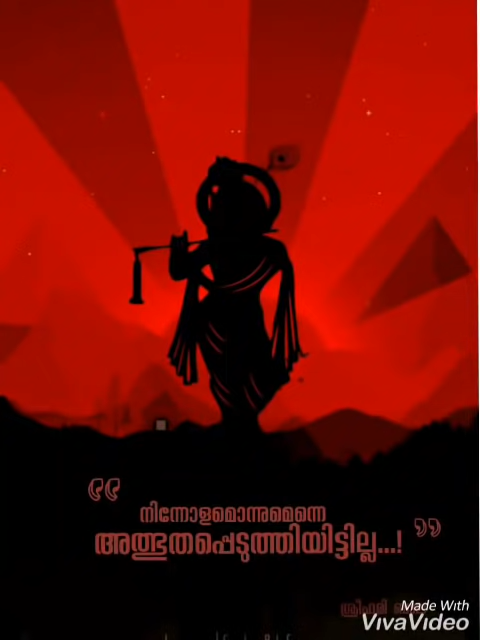 “
നിന്നോളമൊന്നുമെന്നെ
അത്ഭുതപ്പെടുത്തിയിട്ടില്ല...!
”
Made With
VivaVideo